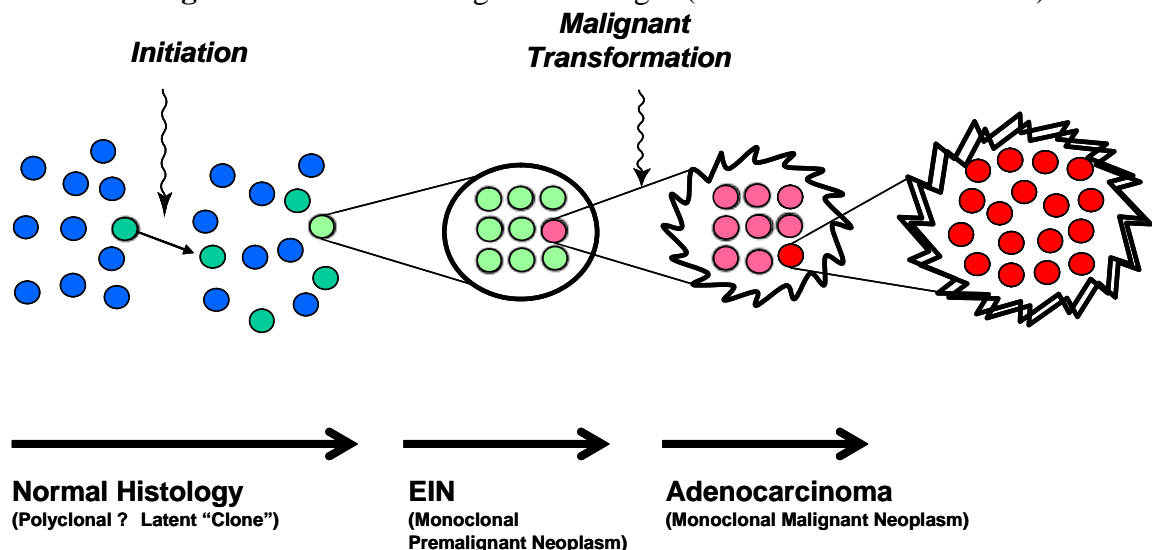 Initiation
Malignant
Transformation
Normal Histology
(Polyclonal ? Latent “Clone”)
EIN
(Monoclonal
Premalignant Neoplasm)
Adenocarcinoma
(Monoclonal Malignant Neoplasm)